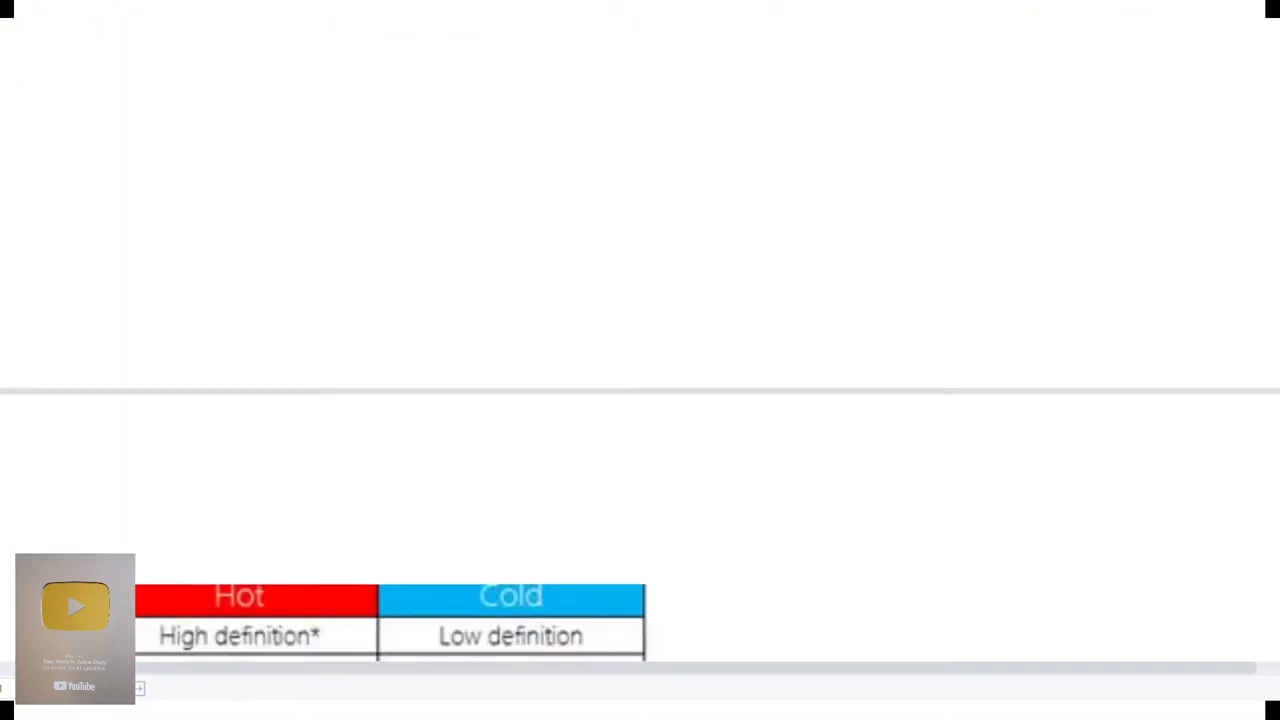 Hot
Cold
High definition*
Low definition
YouTube